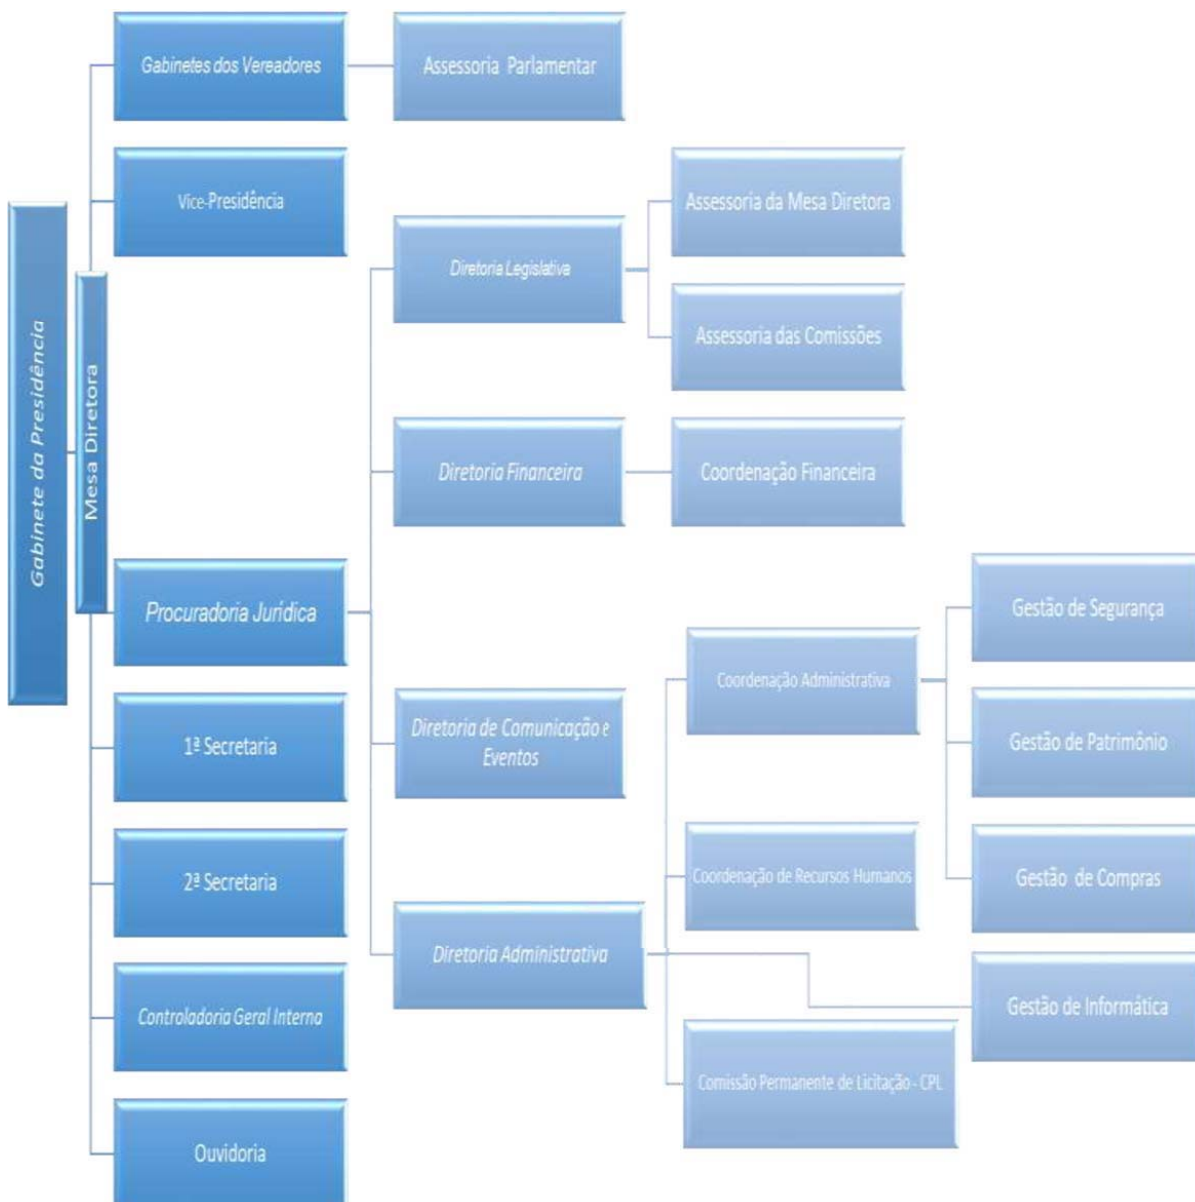 Gabinete da Presidência
Mesa Diretora
Gabinetes dos Vereadores
Assessoria Parlamentar
Vice-Presidência
Procuradoria Jurídica
Diretoria Legislativa
Assessoria da Mesa Diretora
Assessoria das Comissões
Diretoria Financeira
Coordenação Financeira
Diretoria de Comunicação e
Eventos
Diretoria Administrativa
Coordenação Administrativa
Gestão de Segurança
Gestão de Patrimônio
Gestão de Compras
Coordenação de Recursos Humanos
Gestão de Informática
Comissão Permanente de Licitação - CPL
1ª Secretaria
2ª Secretaria
Controladoria Geral Interna
Ouvidoria